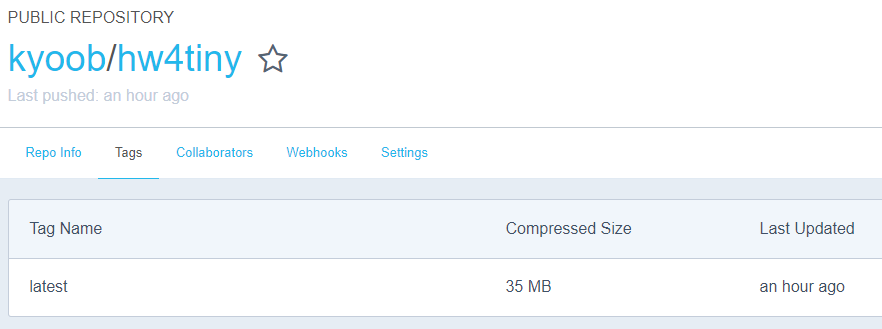 PUBLIC REPOSITORY
kyoob/hw4tiny
Last pushed: an hour ago
Repo Info Tags Collaborators Webhooks Settings
Tag Name Compressed Size Last Updated
latest 35 MB an hour ago